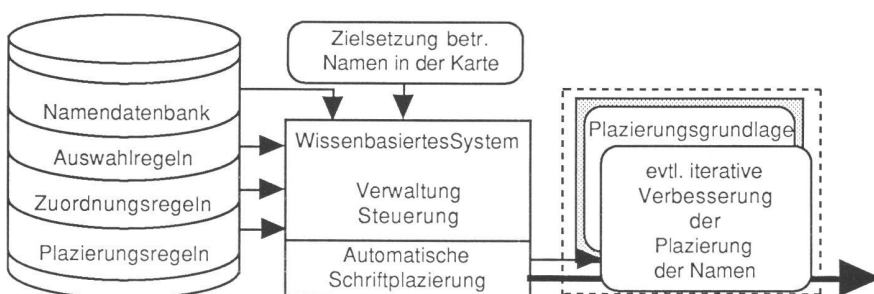 Zielsetzung betr.
Namen in der Karte
Namendatenbank
Auswahlregeln
Zuordnungsregeln
Plazierungsregeln
WissenbasiertesSystem
Verwaltung
Steuerung
Automatische
Schriftplazierung
Plazierungsgrundlage
evtl. iterative
Verbesserung
der
Plazierung
der Namen